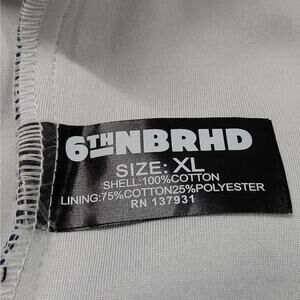 6THNBRHD
SIZE: XL
SHELL:100%COTTON
LINING:75%COTTON25%POLYESTER
RN 137931